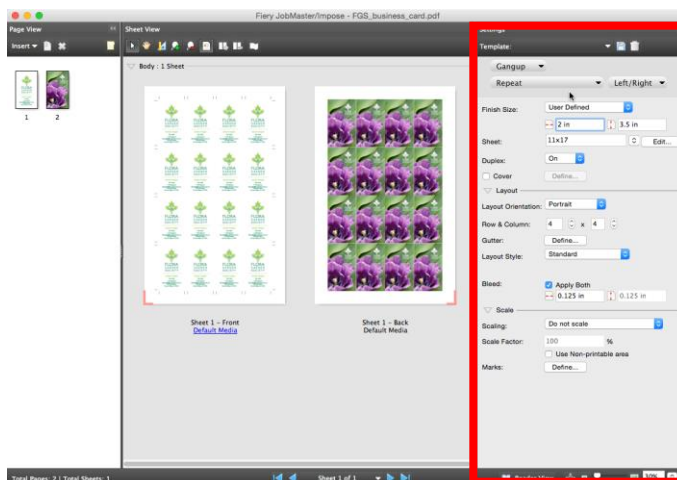 Fiery JobMaster/Impose - FGS_business_card.pdf
Page View
Insert
1 2
Sheet View
Body : 1 Sheet
FLORA
Sheet 1 - Front
Default Media
Sheet 1 - Back
Default Media
Settings
Template:
Gangup
Repeat Left/Right
Finish Size: User Defined
2 in 3.5 in
Sheet: 11x17 Edit...
Duplex: On
Cover Define...
Layout
Layout Orientation: Portrait
Row & Column: 4 x 4
Gutter: Define...
Layout Style: Standard
Bleed: Apply Both
0.125 in 0.125 in
Scale
Scaling: Do not scale
Scale Factor: 100 %
Use Non-printable area
Marks: Define...
Total Pages: 2 | Total Sheets: 1
Sheet 1 of 1
Render View
30%